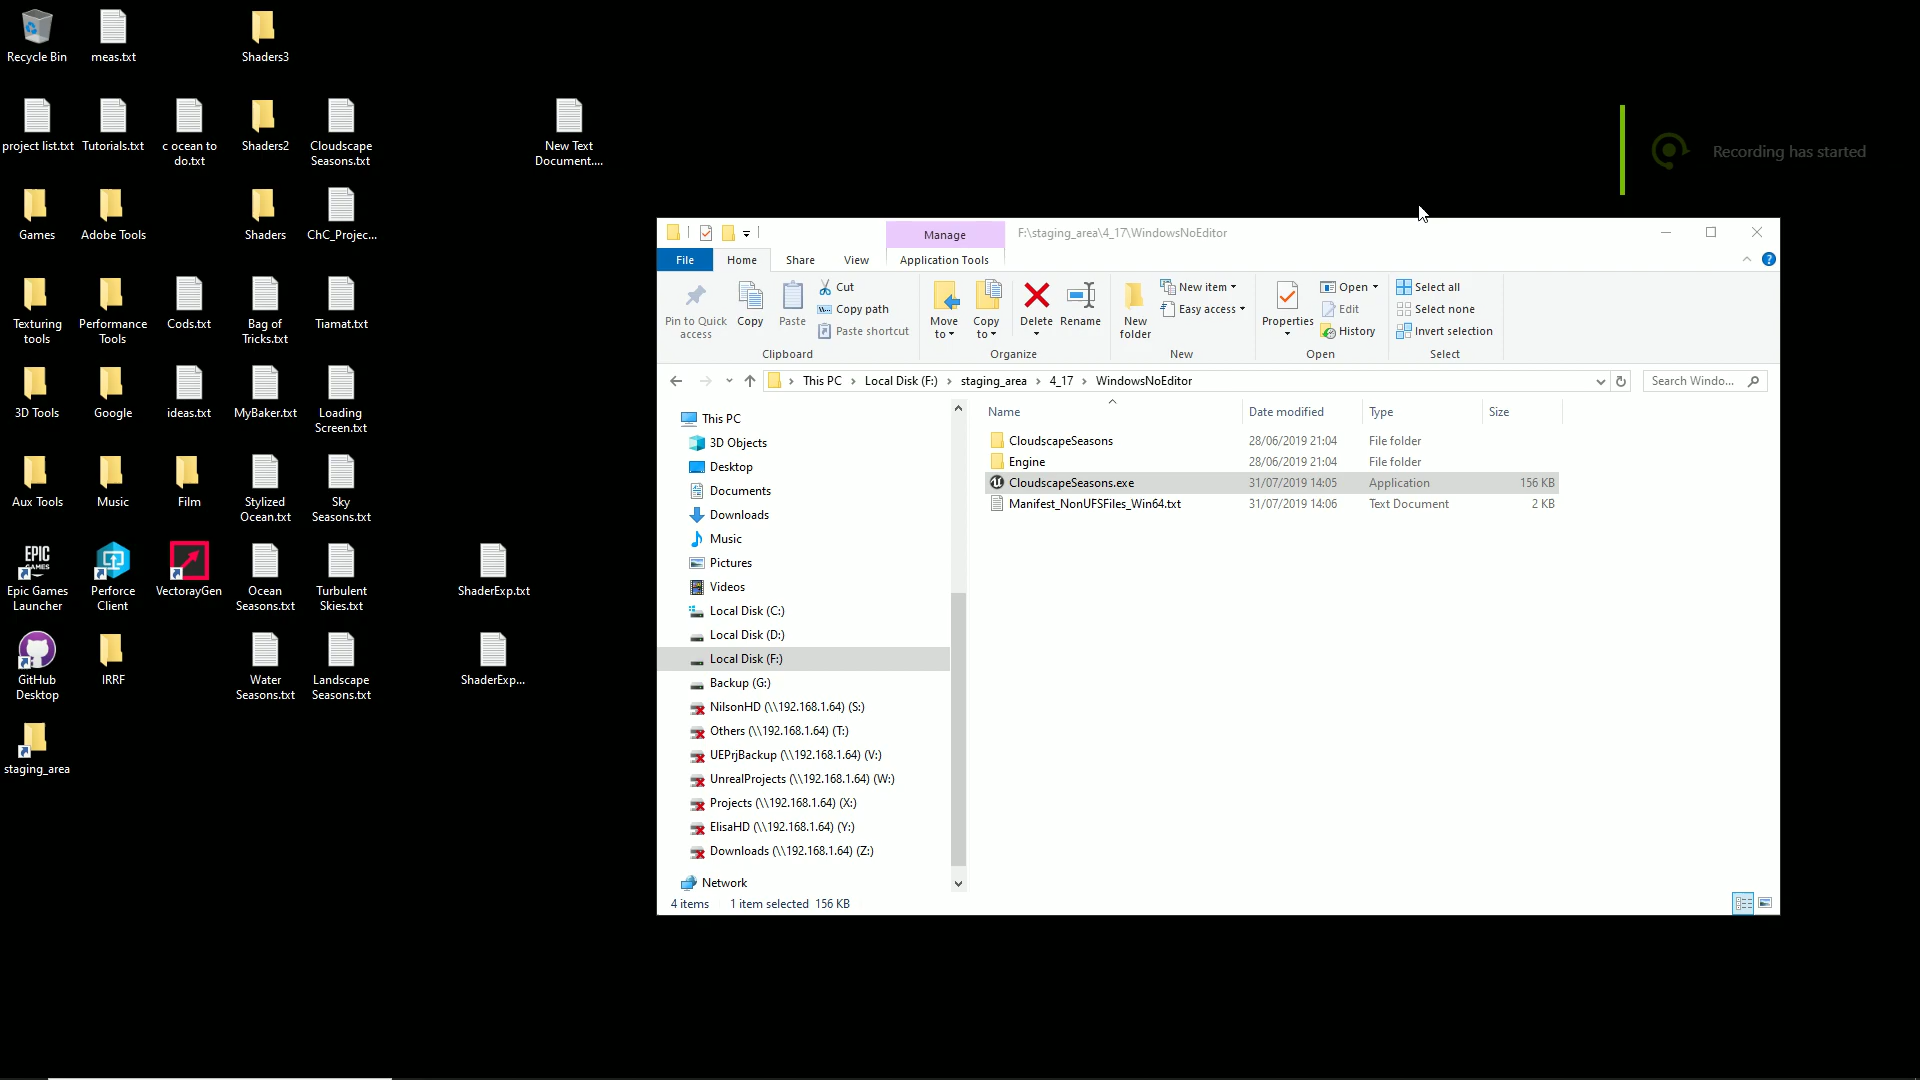 Recycle Bin
meas.txt
Shaders3
project list.txt
Tutorials.txt
c ocean to
do.txt
Shaders2
Cloudscape
Seasons.txt
New Text
Document....
Games
Adobe Tools
Shaders
ChC_Projec...
Texturing
tools
Performance
Tools
Cods.txt
Bag of
Tricks.txt
Tiamat.txt
3D Tools
Google
ideas.txt
MyBaker.txt
Loading
Screen.txt
Aux Tools
Music
Film
Stylized
Ocean.txt
Sky
Seasons.txt
EPIC
GAMES
Epic Games
Launcher
Perforce
Client
VectorayGen
Ocean
Seasons.txt
Turbulent
Skies.txt
ShaderExp.txt
GitHub
Desktop
IRRF
Water
Seasons.txt
Landscape
Seasons.txt
ShaderExp...
staging_area
Recording has started
Manage
F:\staging_area\4_17\WindowsNoEditor
File
Home
Share
View
Application Tools
Pin to Quick
access
Copy
Paste
Cut
Copy path
Paste shortcut
Clipboard
Move
to
Copy
to
Delete
Rename
Organize
New
folder
New item
Easy access
New
Properties
Open
Edit
History
Open
Select all
Select none
Invert selection
Select
This PC
Local Disk (F:)
staging_area
4_17
WindowsNoEditor
Search Windo...
This PC
3D Objects
Desktop
Documents
Downloads
Music
Pictures
Videos
Local Disk (C:)
Local Disk (D:)
Local Disk (F:)
Backup (G:)
NilsonHD (\\192.168.1.64) (S:)
Others (\\192.168.1.64) (T:)
UEPrjBackup (\\192.168.1.64) (V:)
UnrealProjects (\\192.168.1.64) (W:)
Projects (\\192.168.1.64) (X:)
ElisaHD (\\192.168.1.64) (Y:)
Downloads (\\192.168.1.64) (Z:)
Network
Name Date modified Type Size
CloudscapeSeasons 28/06/2019 21:04 File folder
Engine 28/06/2019 21:04 File folder
CloudscapeSeasons.exe 31/07/2019 14:05 Application 156 KB
Manifest_NonUFSFiles_Win64.txt 31/07/2019 14:06 Text Document 2 KB
4 items 1 item selected 156 KB